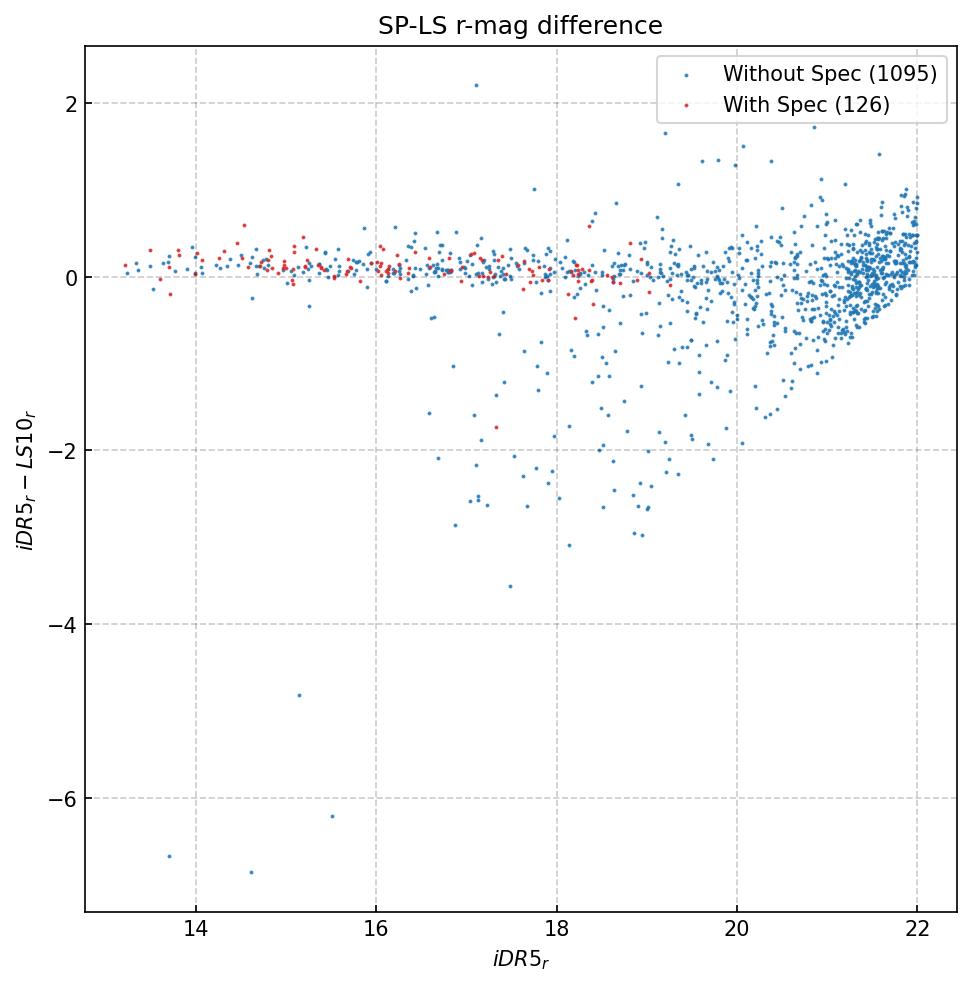 SP-LS r-mag difference
Without Spec (1095)
With Spec (126)
2
0
−2
−4
−6
iDR5r − LS10r
14 16 18 20 22
iDR5r